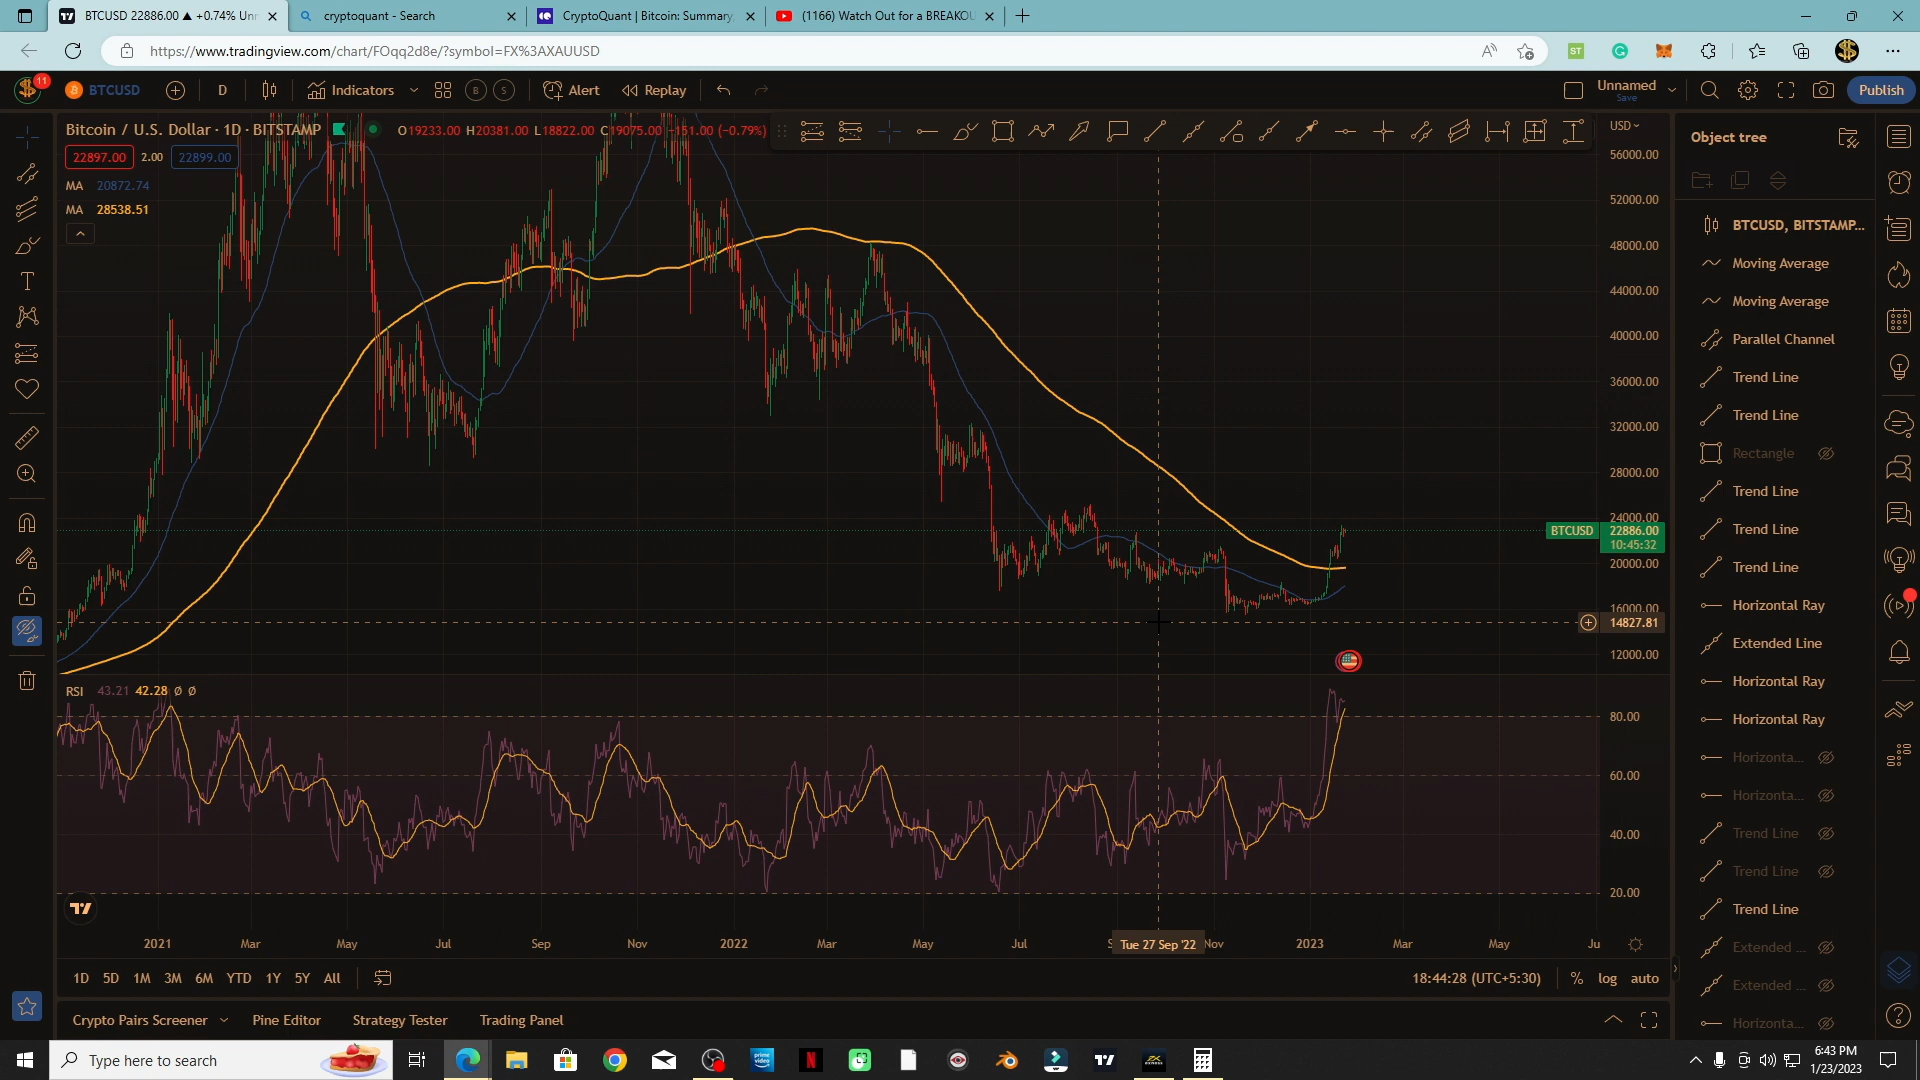 BTCUSD 22886.00 ▲ +0.74% Unn
cryptoquant - Search
CryptoQuant | Bitcoin: Summary,
(1166) Watch Out for a BREAKOU
https://www.tradingview.com/chart/FOqq2d8e/?symbol=FX%3AXAUUSD
11
BTCUSD
D
Indicators
B
S
Alert
Replay
Unnamed
Save
Publish
Bitcoin / U.S. Dollar · 1D · BITSTAMP
O19233.00 H20381.00 L18822.00 C19075.00 −151.00 (−0.79%)
22897.00
2.00
22899.00
MA 20872.74
MA 28538.51
USD
56000.00
52000.00
48000.00
44000.00
40000.00
36000.00
32000.00
28000.00
24000.00
BTCUSD
22886.00
10:45:32
20000.00
16000.00
14827.81
12000.00
RSI 43.21 42.28 ø ø
80.00
60.00
40.00
20.00
2021
Mar
May
Jul
Sep
Nov
2022
Mar
May
Jul
S
Tue 27 Sep '22
Nov
2023
Mar
May
Ju
1D
5D
1M
3M
6M
YTD
1Y
5Y
All
18:44:28 (UTC+5:30)
%
log
auto
Crypto Pairs Screener
Pine Editor
Strategy Tester
Trading Panel
Object tree
BTCUSD, BITSTAMP...
Moving Average
Moving Average
Parallel Channel
Trend Line
Trend Line
Rectangle
Trend Line
Trend Line
Trend Line
Horizontal Ray
Extended Line
Horizontal Ray
Horizontal Ray
Horizonta...
Horizonta...
Trend Line
Trend Line
Trend Line
Extended ...
Extended ...
Horizonta...
Type here to search
6:43 PM
1/23/2023